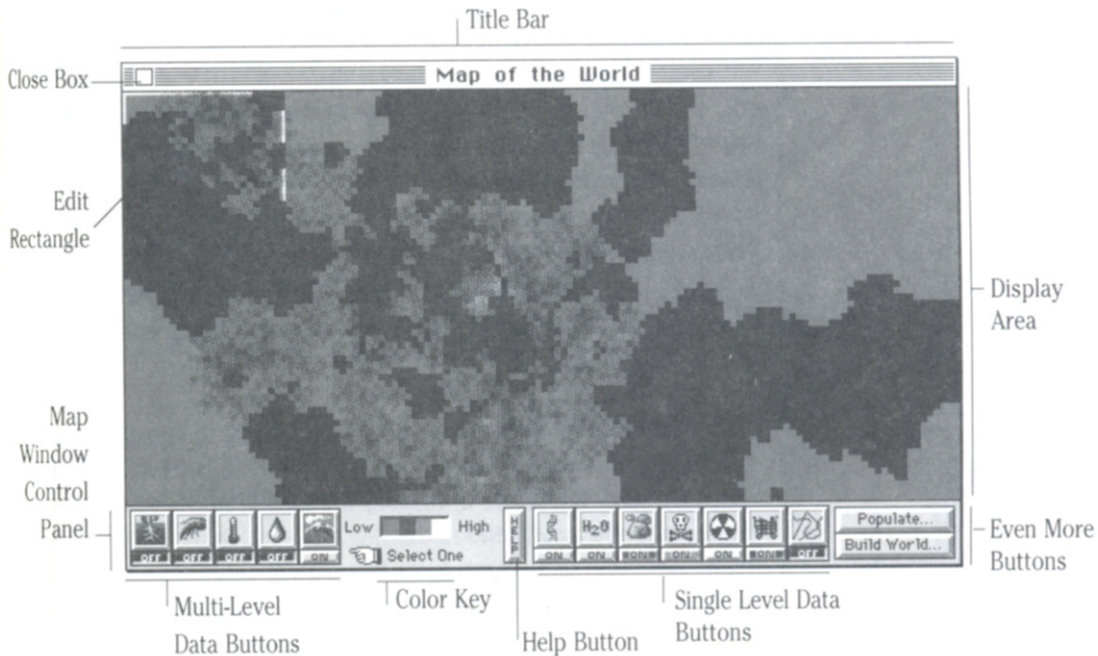 Title Bar
Close Box
Map of the World
Edit
Rectangle
Display
Area
Map
Window
Control
Panel
Low
High
HELP
H2O
Populate...
OFF
OFF
OFF
OFF
ON
Select One
ON
ON
ON
ON
ON
ON
OFF
Build World...
Even More
Buttons
Multi-Level
Data Buttons
Color Key
Help Button
Single Level Data
Buttons